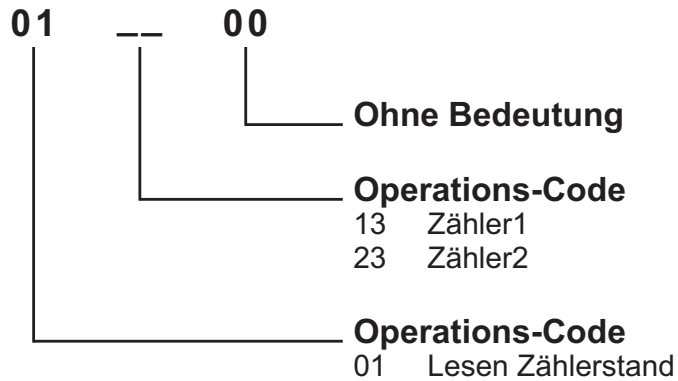 01 __ 00
Ohne Bedeutung
Operations-Code
13 Zähler1
23 Zähler2
Operations-Code
01 Lesen Zählerstand